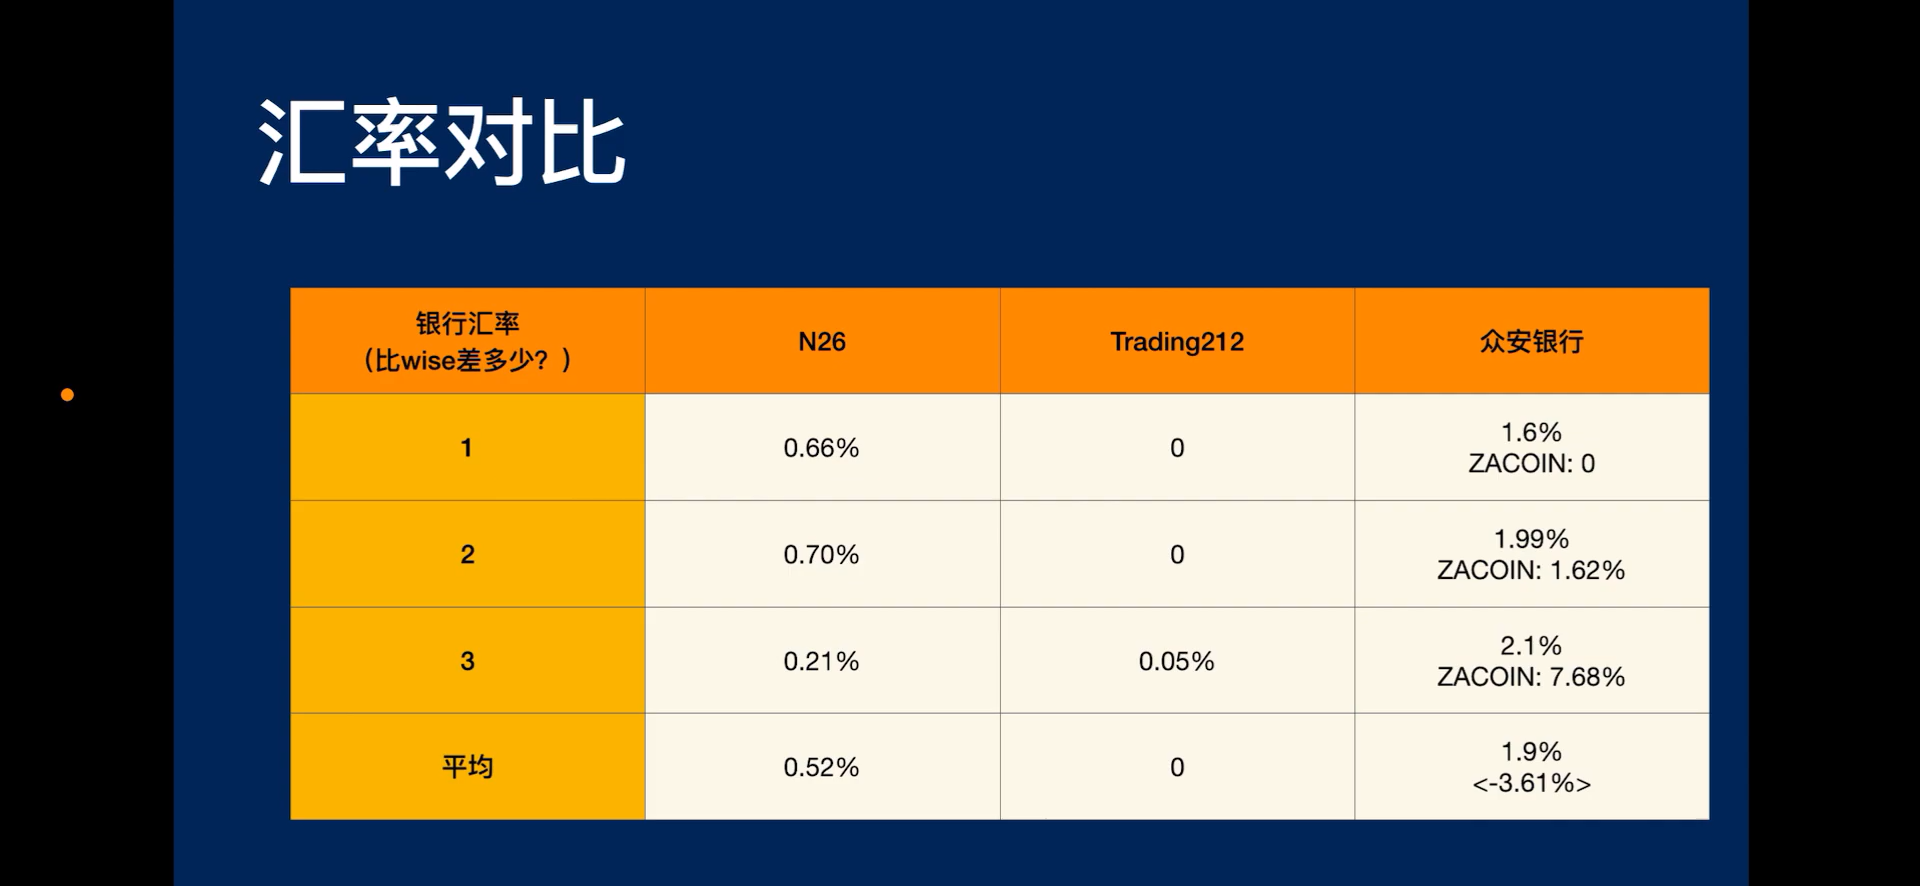 汇率对比
银行汇率
（比wise差多少？）
N26
Trading212
众安银行
1
0.66%
0
1.6%
ZACOIN: 0
2
0.70%
0
1.99%
ZACOIN: 1.62%
3
0.21%
0.05%
2.1%
ZACOIN: 7.68%
平均
0.52%
0
1.9%
<-3.61%>